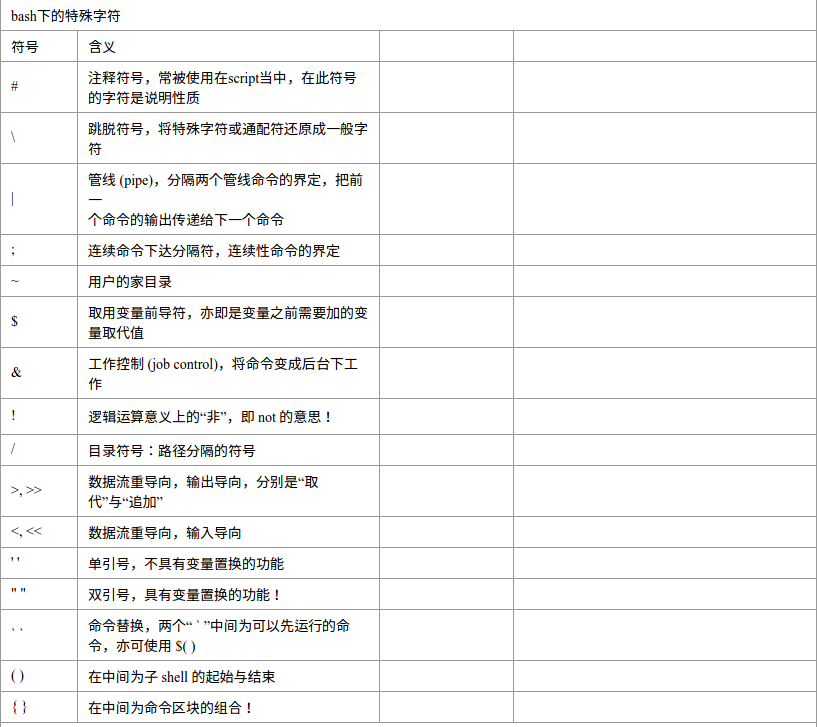 bash下的特殊字符
符号 含义
# 注释符号，常被使用在script当中，在此符号
的字符是说明性质
\ 跳脱符号，将特殊字符或通配符还原成一般字
符
| 管线 (pipe)，分隔两个管线命令的界定，把前
一
个命令的输出传递给下一个命令
; 连续命令下达分隔符，连续性命令的界定
~ 用户的家目录
$ 取用变量前导符，亦即是变量之前需要加的变
量取代值
& 工作控制 (job control)，将命令变成后台下工
作
! 逻辑运算意义上的“非”，即 not 的意思！
/ 目录符号：路径分隔的符号
>, >> 数据流重导向，输出导向，分别是“取
代”与“追加”
<, << 数据流重导向，输入导向
' ' 单引号，不具有变量置换的功能
" " 双引号，具有变量置换的功能！
` ` 命令替换，两个“ ` ”中间为可以先运行的命
令，亦可使用 $( )
( ) 在中间为子 shell 的起始与结束
{ } 在中间为命令区块的组合！